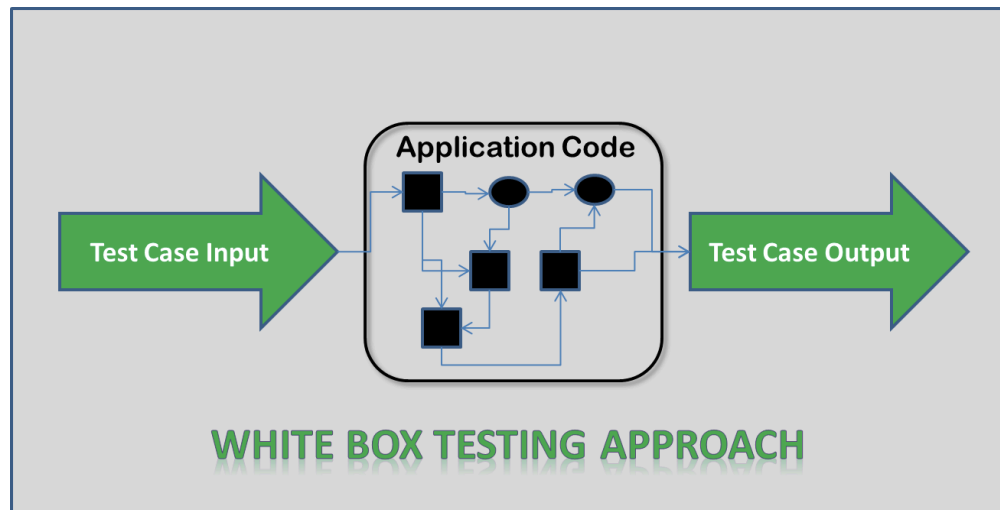 Application Code
Test Case Input
Test Case Output
WHITE BOX TESTING APPROACH